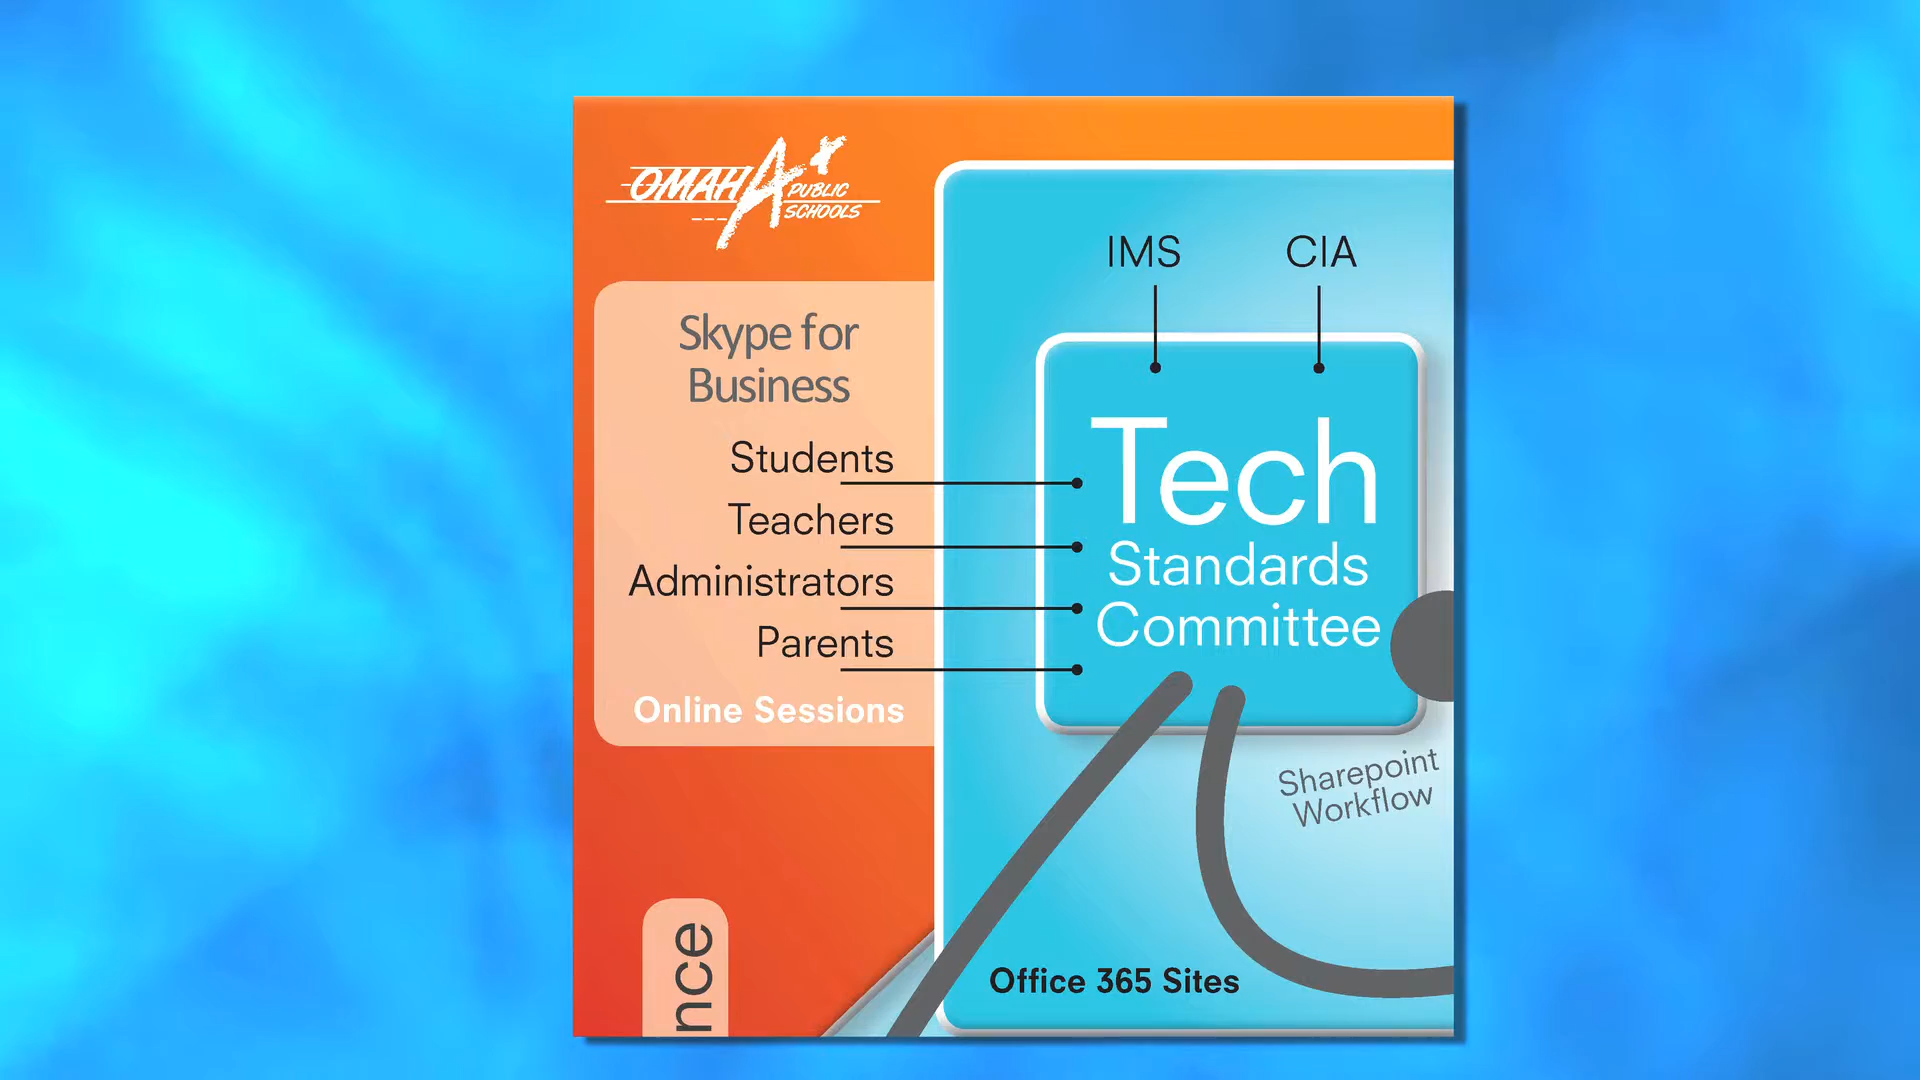 OMAHA PUBLIC
SCHOOLS
IMS
CIA
Skype for
Business
Students
Teachers
Administrators
Parents
Online Sessions
Tech
Standards
Committee
Sharepoint
Workflow
Office 365 Sites
nce